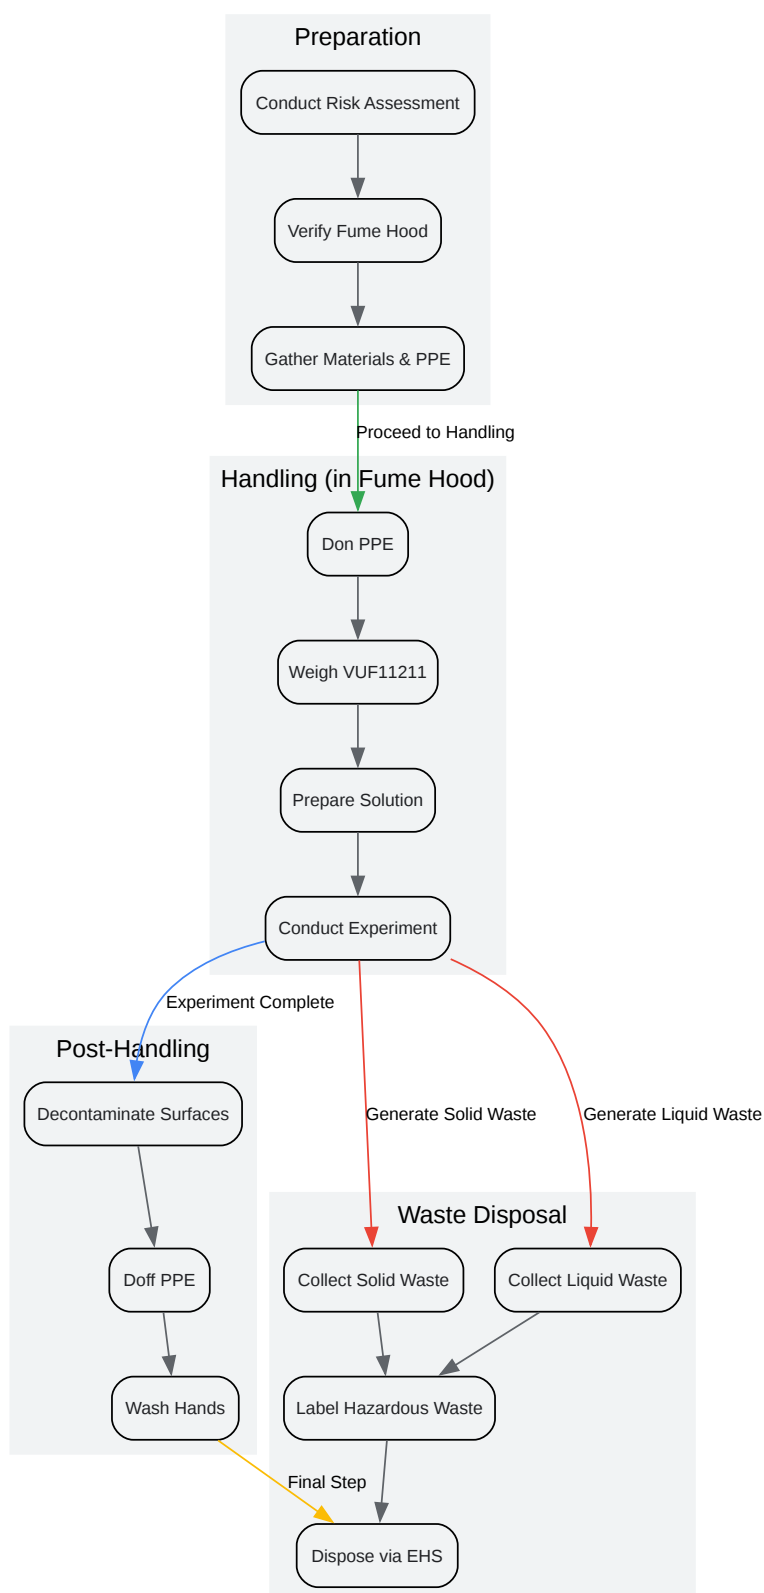 Preparation
Conduct Risk Assessment
Verify Fume Hood
Gather Materials & PPE
Proceed to Handling
Handling (in Fume Hood)
Don PPE
Weigh VUF11211
Prepare Solution
Conduct Experiment
Experiment Complete
Post-Handling
Decontaminate Surfaces
Generate Solid Waste
Generate Liquid Waste
Waste Disposal
Doff PPE
Collect Solid Waste
Collect Liquid Waste
Wash Hands
Label Hazardous Waste
Final Step
Dispose via EHS